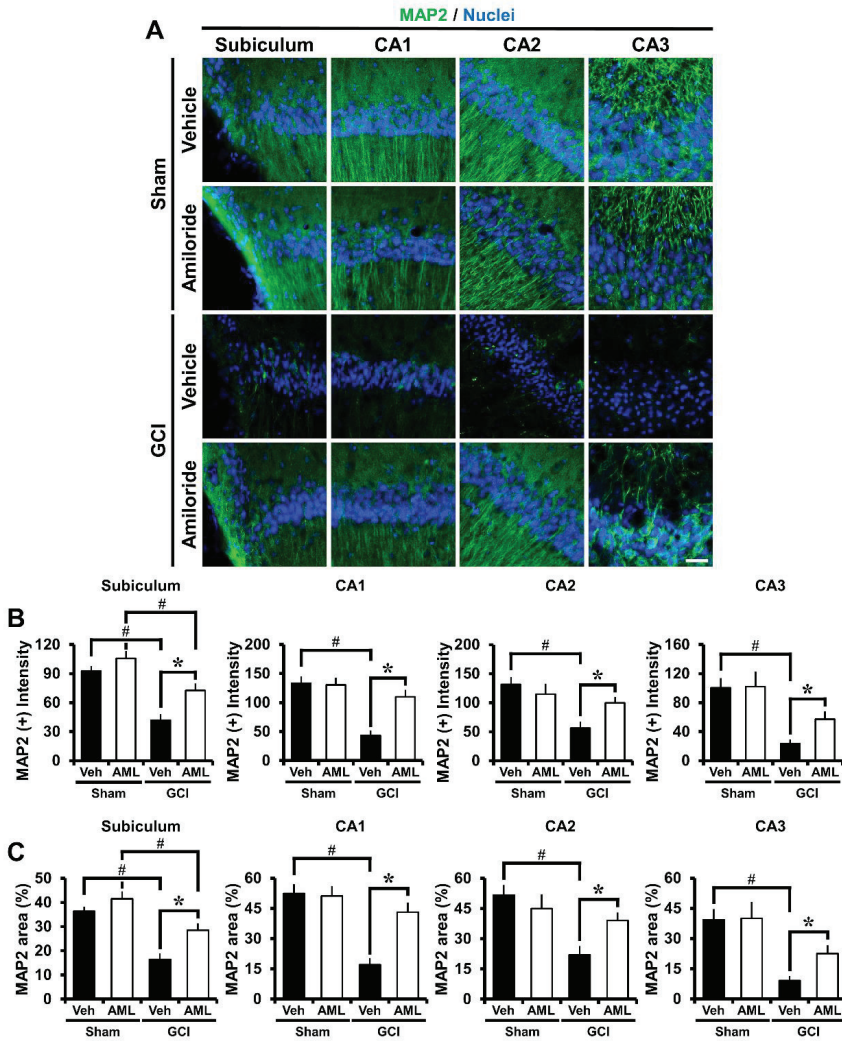 MAP2 / Nuclei
A
Subiculum CA1 CA2 CA3
Sham
Vehicle
Amiloride
GCI
Vehicle
Amiloride
B
Subiculum CA1 CA2 CA3
MAP2 (+) Intensity
120
90
60
30
0
# # *
Veh AML Veh AML
Sham GCI
MAP2 (+) Intensity
200
150
100
50
0
# *
Veh AML Veh AML
Sham GCI
MAP2 (+) Intensity
200
150
100
50
0
# *
Veh AML Veh AML
Sham GCI
MAP2 (+) Intensity
160
120
80
40
0
# *
Veh AML Veh AML
Sham GCI
C
Subiculum CA1 CA2 CA3
MAP2 area (%)
50
40
30
20
10
0
# # *
Veh AML Veh AML
Sham GCI
MAP2 area (%)
60
45
30
15
0
# *
Veh AML Veh AML
Sham GCI
MAP2 area (%)
60
45
30
15
0
# *
Veh AML Veh AML
Sham GCI
MAP2 area (%)
60
45
30
15
0
# *
Veh AML Veh AML
Sham GCI